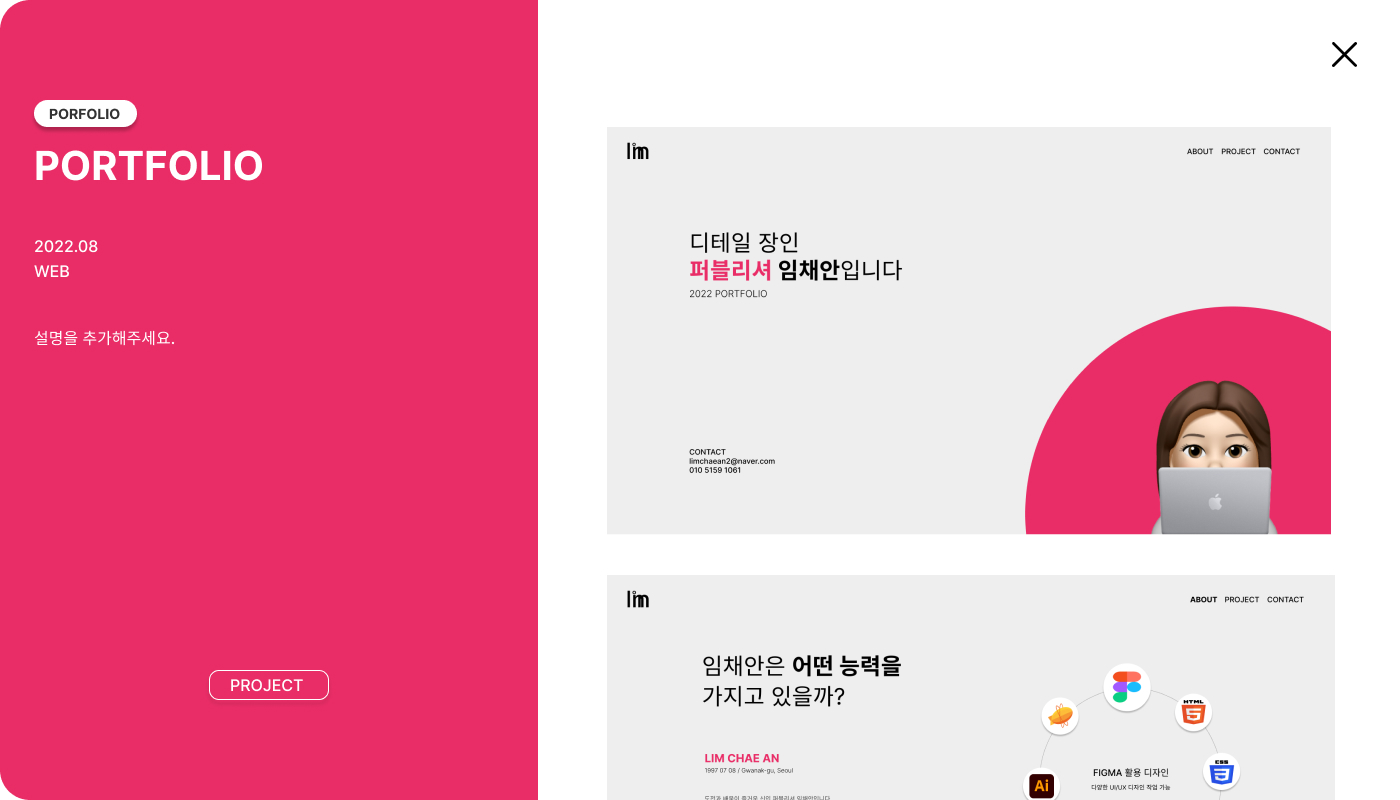 PORFOLIO
PORTFOLIO
2022.08
WEB
설명을 추가해주세요.
PROJECT
lim
ABOUT PROJECT CONTACT
디테일 장인
퍼블리셔 임채안입니다
2022 PORTFOLIO
CONTACT
limchaean2@naver.com
010 5159 1061
lim
ABOUT PROJECT CONTACT
임채안은 어떤 능력을
가지고 있을까?
HTML
5
CSS
3
LIM CHAE AN
1997 07 08 / Gwanak-gu, Seoul
FIGMA 활용 디자인
다양한 UI/UX 디자인 작업 가능
Ai